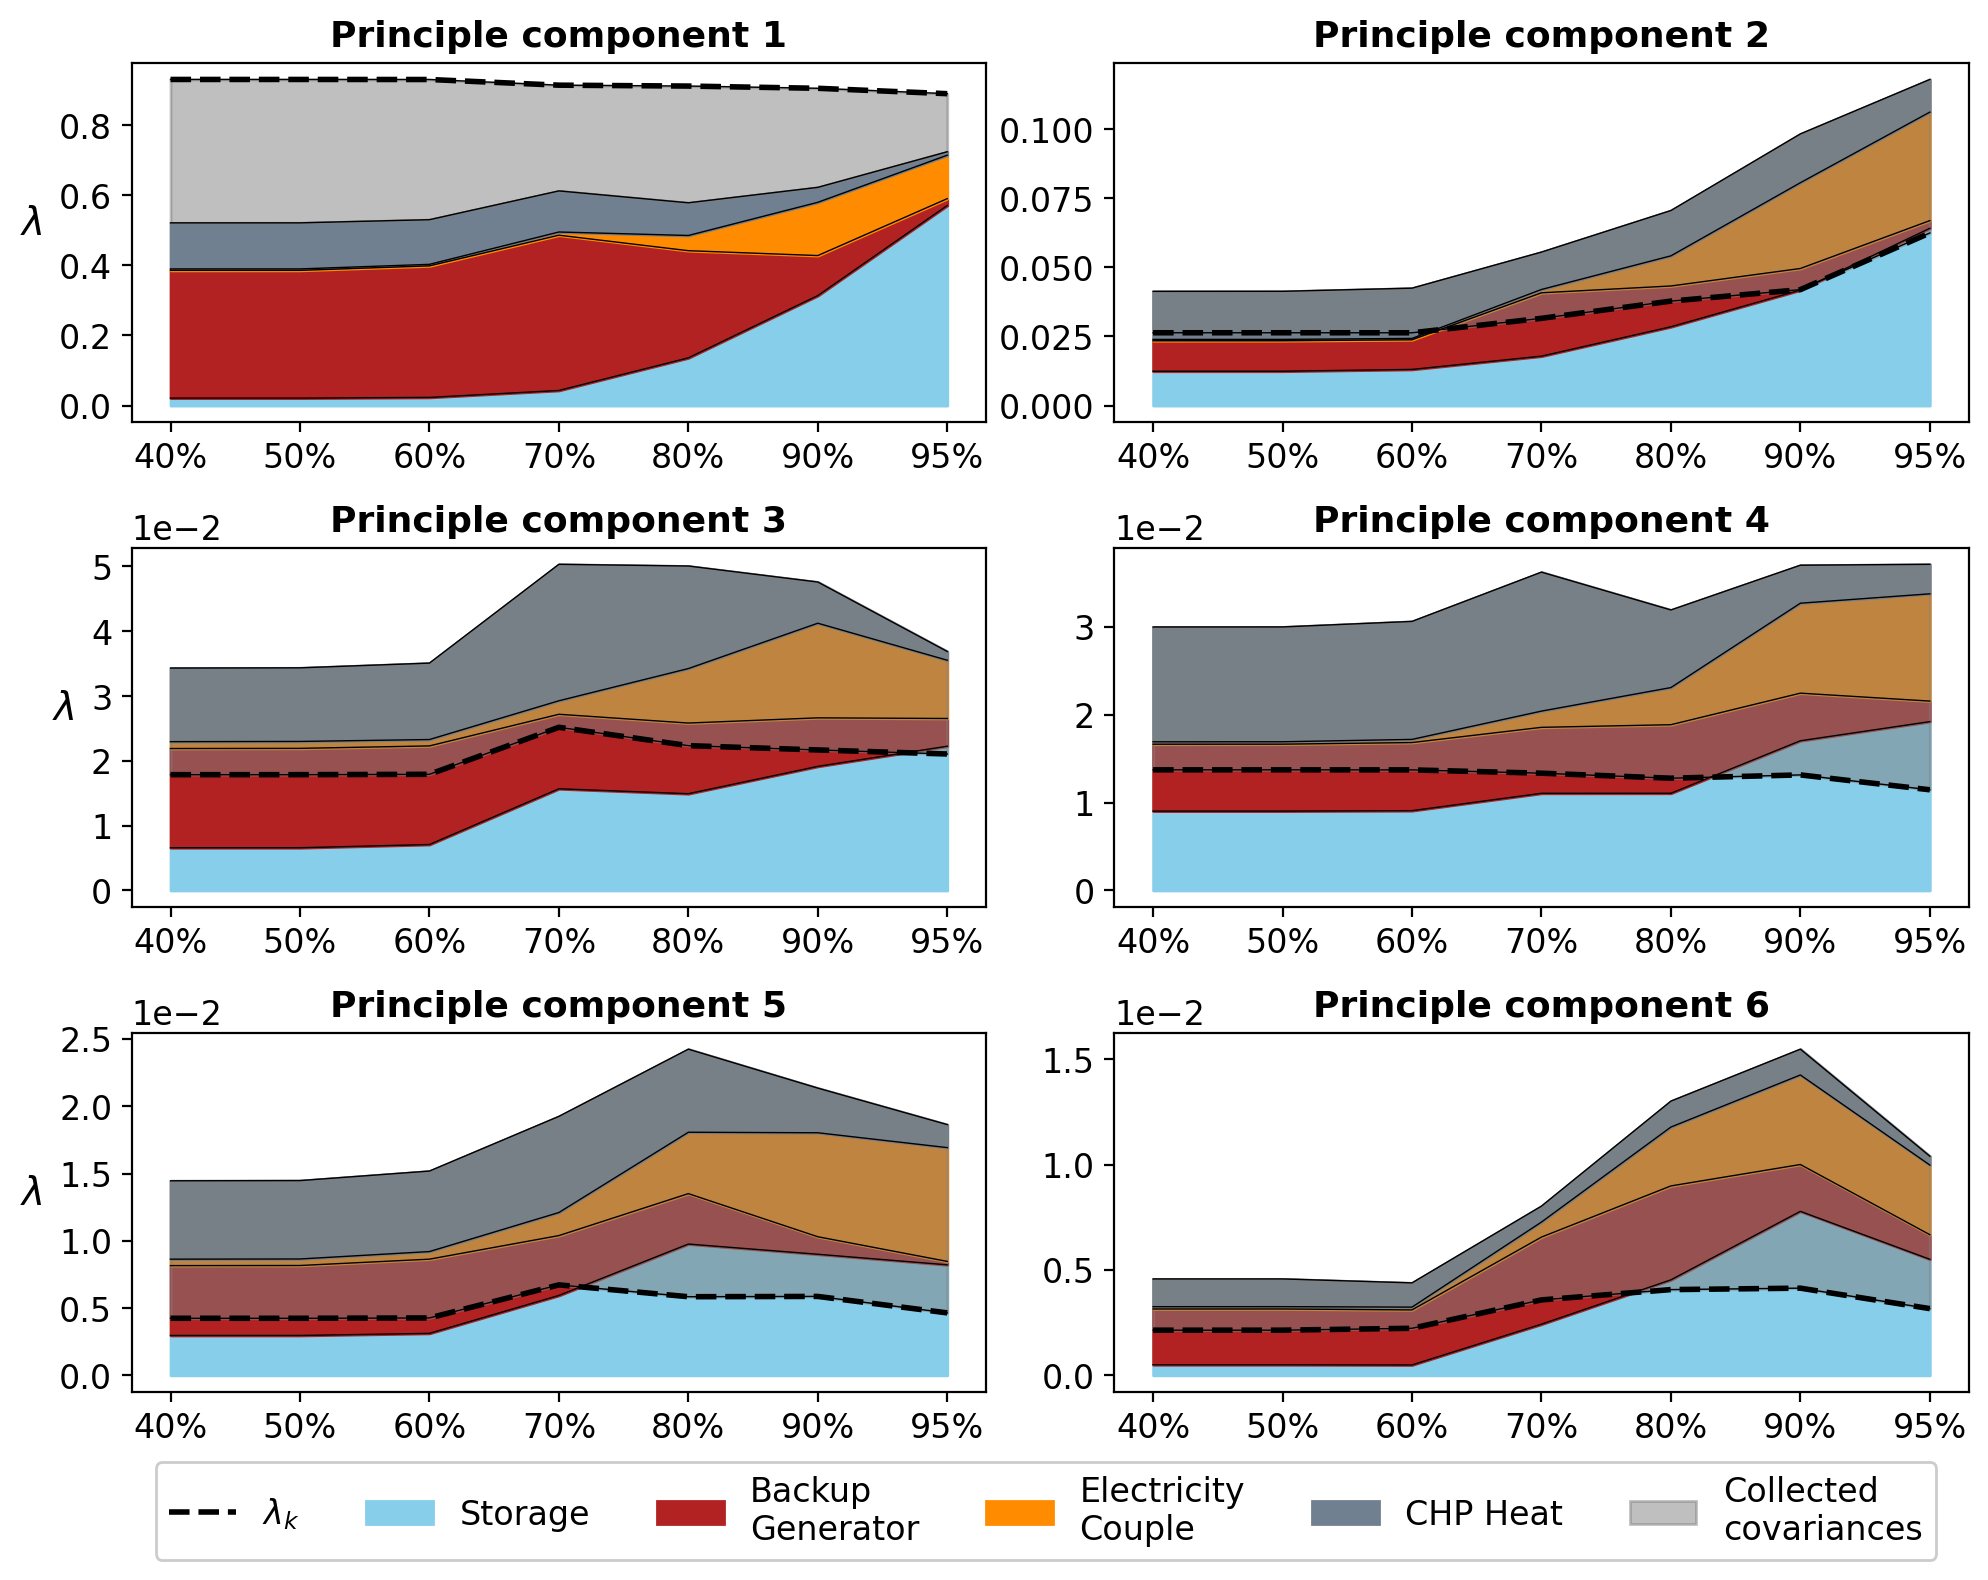 Principle component 1
λ
0.8
0.6
0.4
0.2
0.0
40% 50% 60% 70% 80% 90% 95%
Principle component 2
0.100
0.075
0.050
0.025
0.000
40% 50% 60% 70% 80% 90% 95%
1e−2
Principle component 3
λ
5
4
3
2
1
0
40% 50% 60% 70% 80% 90% 95%
1e−2
Principle component 4
3
2
1
0
40% 50% 60% 70% 80% 90% 95%
1e−2
Principle component 5
λ
2.5
2.0
1.5
1.0
0.5
0.0
40% 50% 60% 70% 80% 90% 95%
1e−2
Principle component 6
1.5
1.0
0.5
0.0
40% 50% 60% 70% 80% 90% 95%
λk
Storage
Backup
Generator
Electricity
Couple
CHP Heat
Collected
covariances